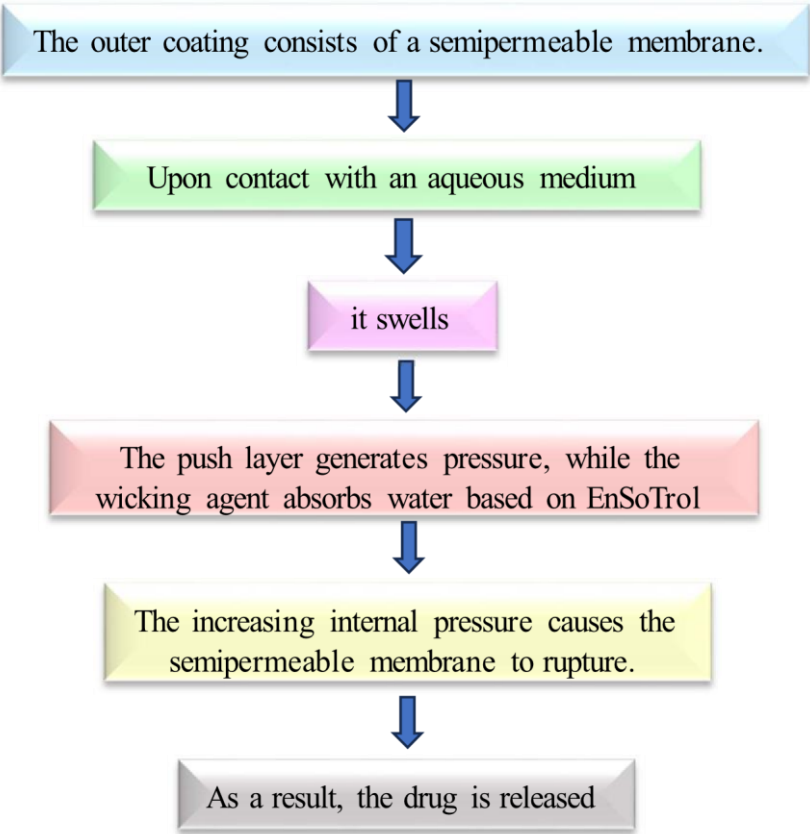 The outer coating consists of a semipermeable membrane.
Upon contact with an aqueous medium
it swells
The push layer generates pressure, while the
wicking agent absorbs water based on EnSoTrol
The increasing internal pressure causes the
semipermeable membrane to rupture.
As a result, the drug is released